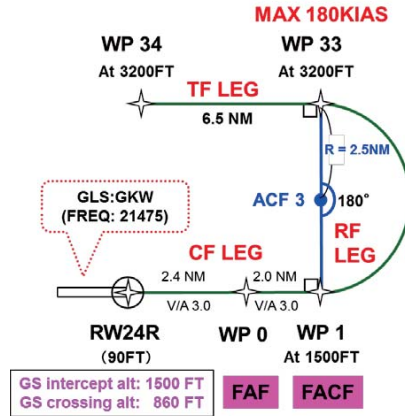 MAX 180KIAS
WP 34
WP 33
At 3200FT
At 3200FT
TF LEG
6.5 NM
R = 2.5NM
GLS:GKW
(FREQ: 21475)
ACF 3
180°
CF LEG
RF
LEG
2.4 NM
2.0 NM
V/A 3.0
V/A 3.0
RW24R
WP 0
WP 1
(90FT)
At 1500FT
GS intercept alt: 1500 FT
GS crossing alt: 860 FT
FAF
FACF